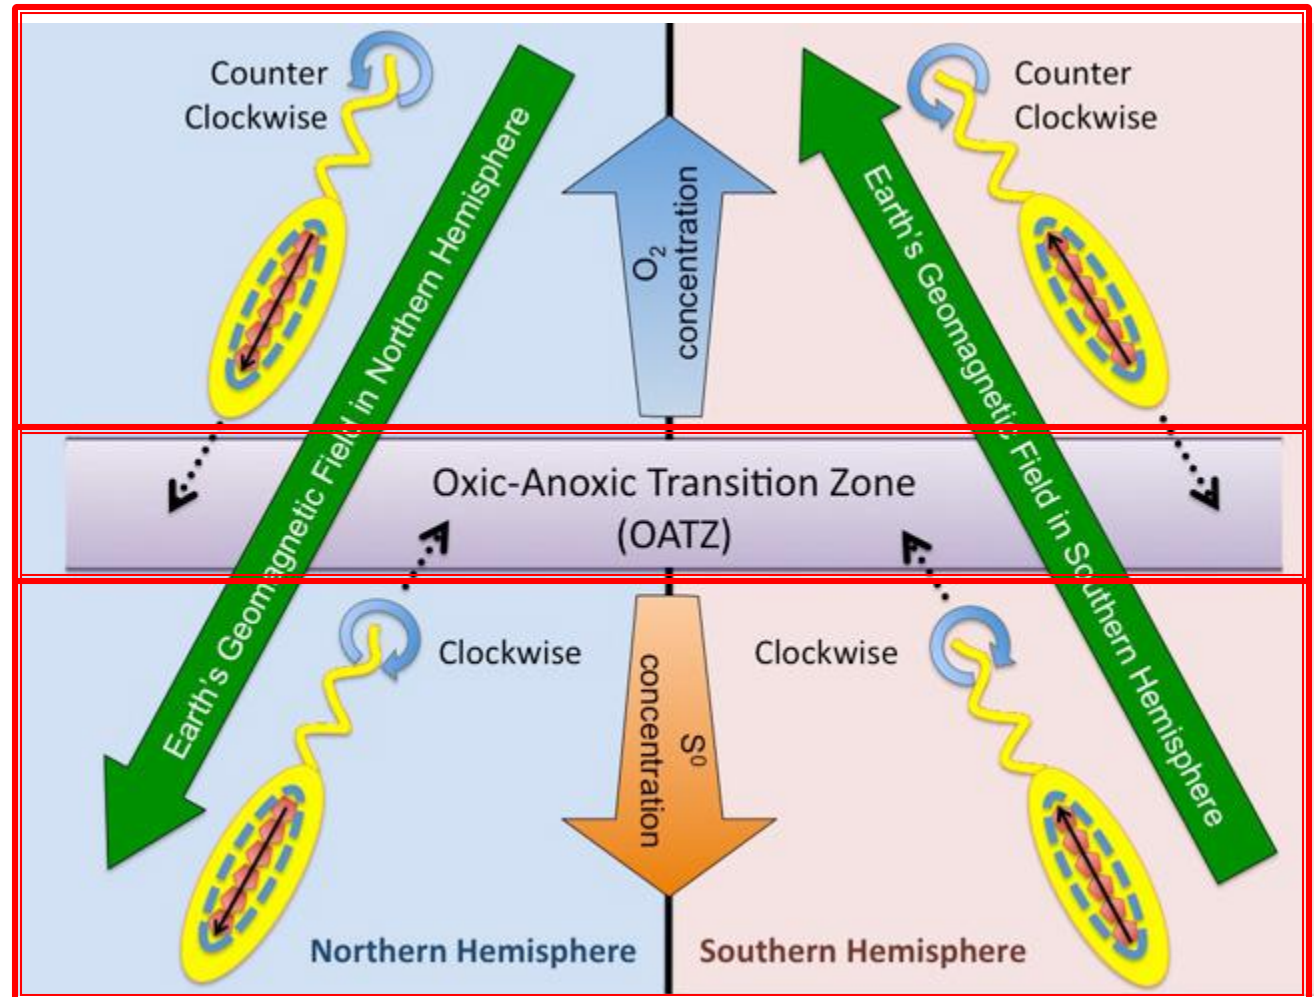 Counter
Clockwise
Earth's Geomagnetic Field in Northern Hemisphere
O₂
concentration
Earth's Geomagnetic Field in Southern Hemisphere
Counter
Clockwise
Oxic-Anoxic Transition Zone
(OATZ)
Clockwise
S⁰
concentration
Clockwise
Northern Hemisphere
Southern Hemisphere